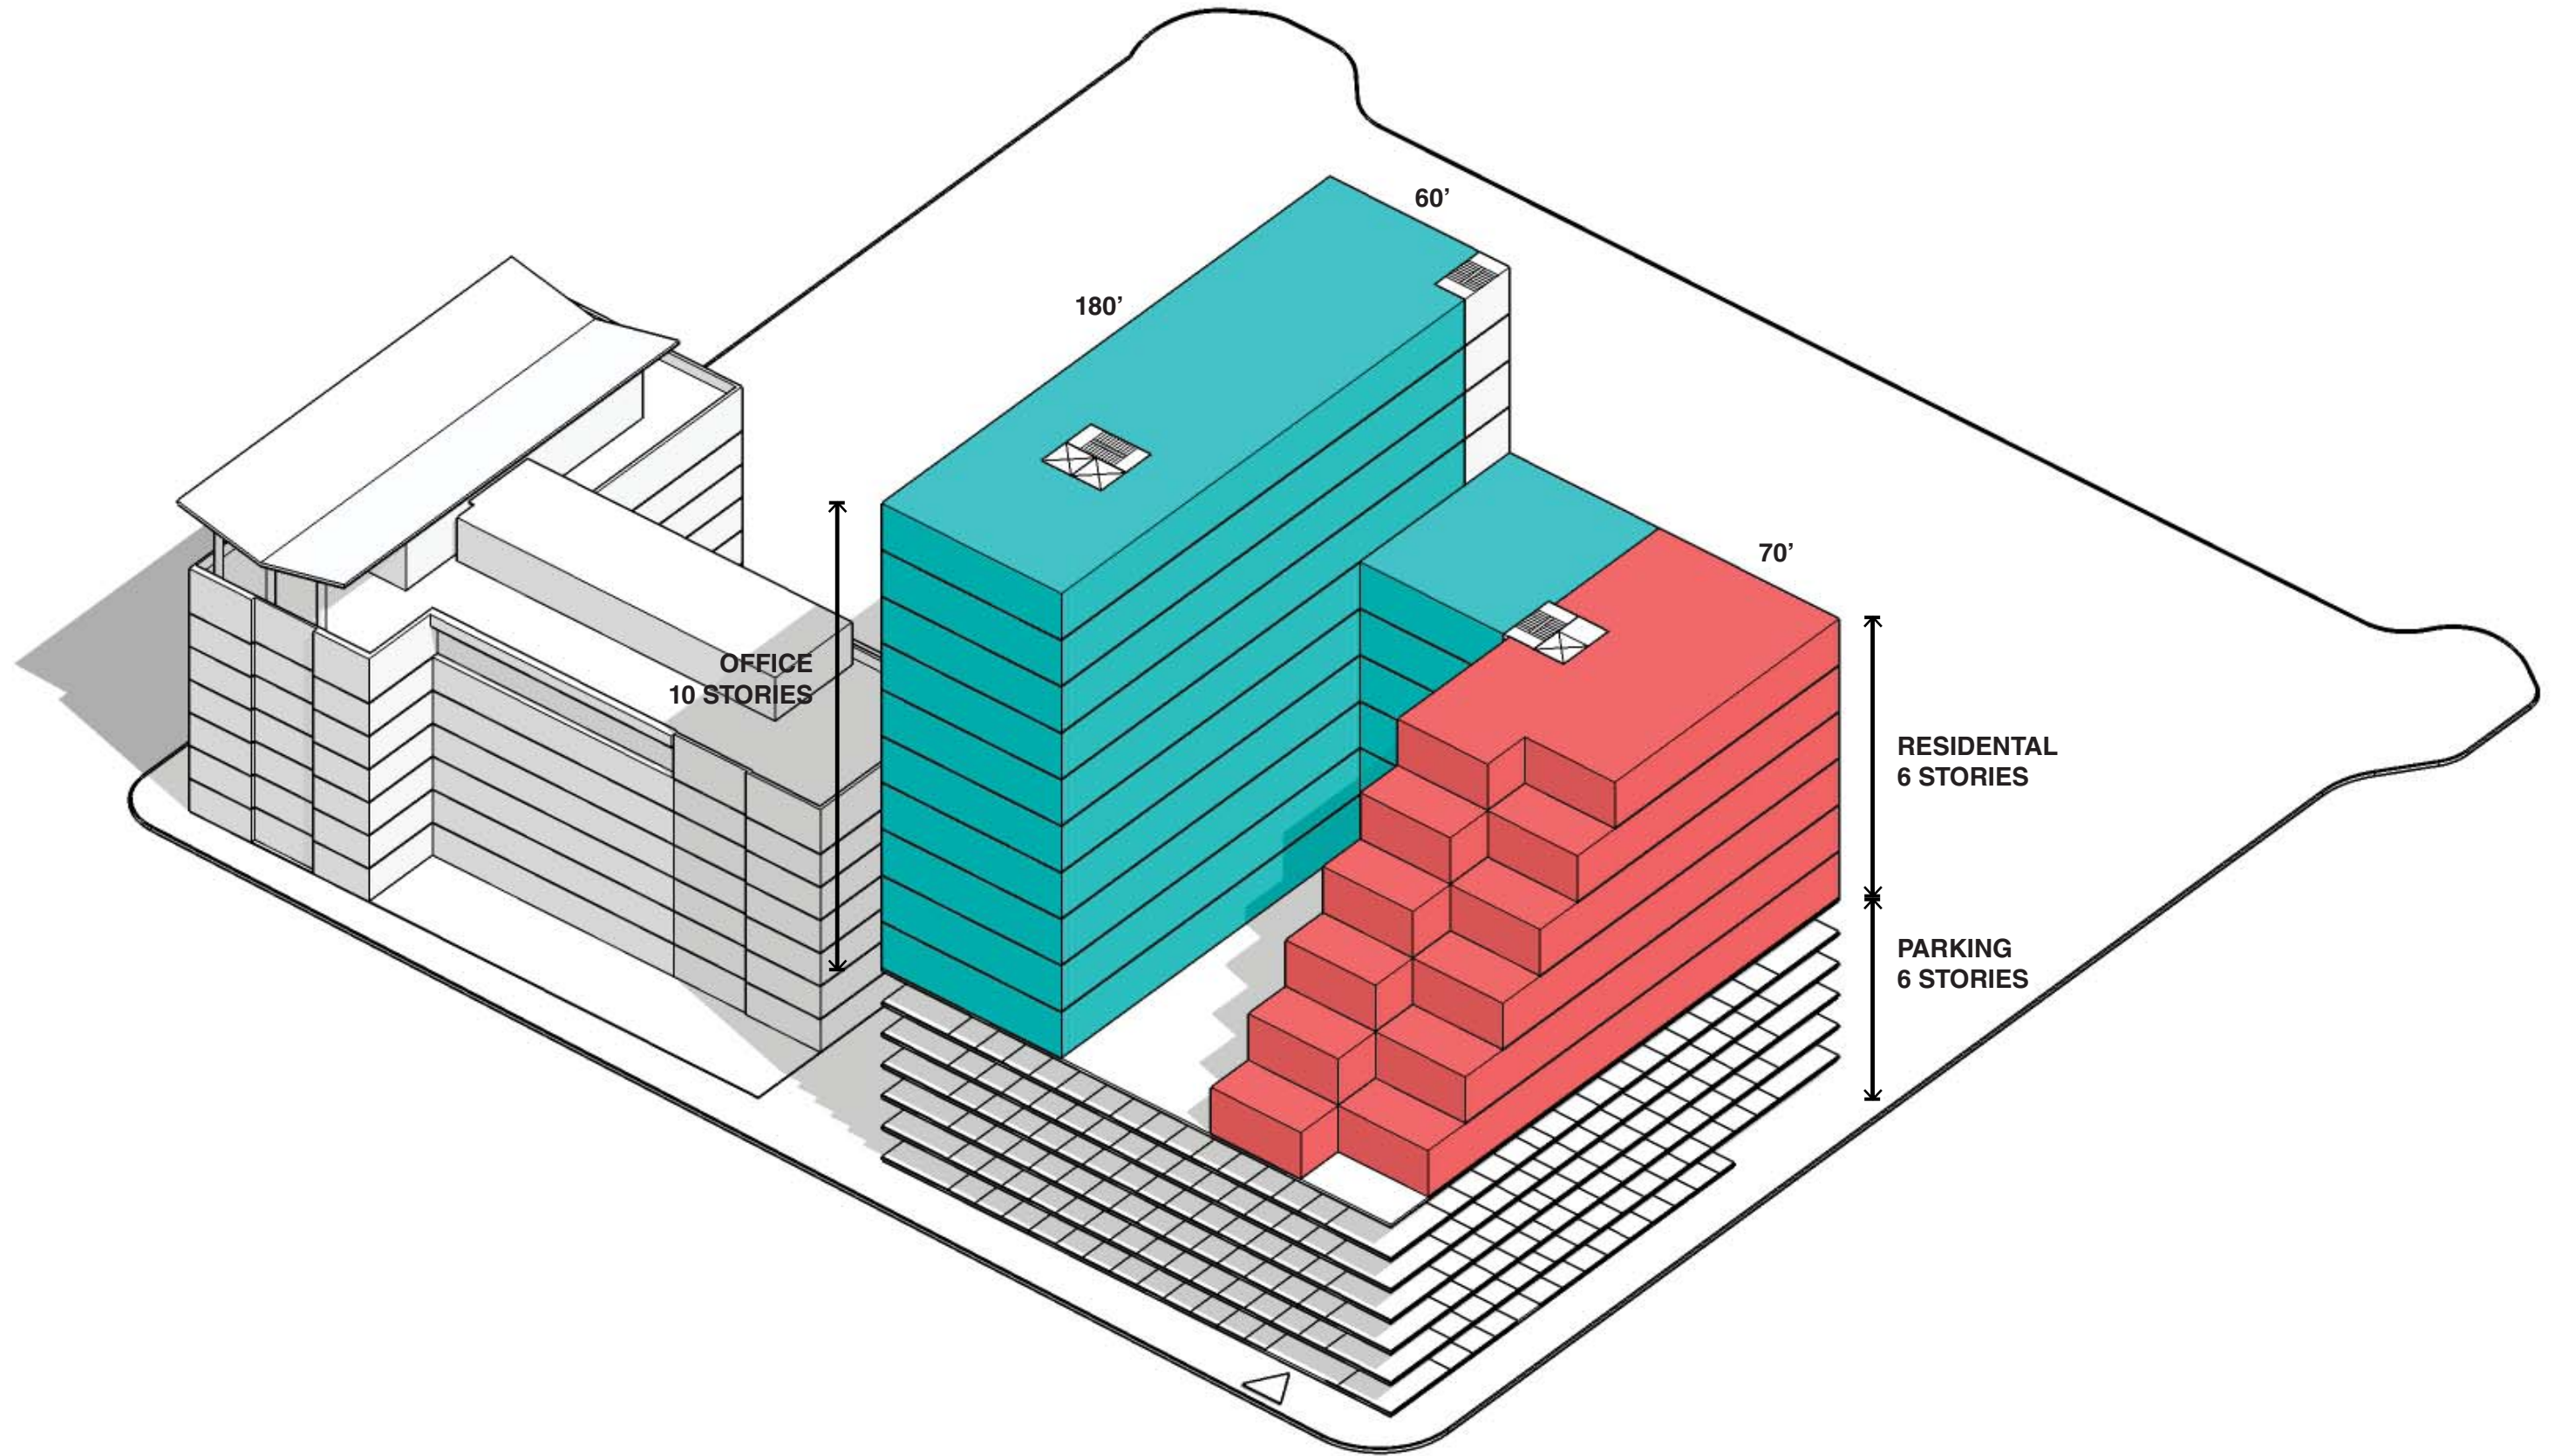 60’
180’
70’
OFFICE
10 STORIES
RESIDENTAL
6 STORIES
PARKING
6 STORIES